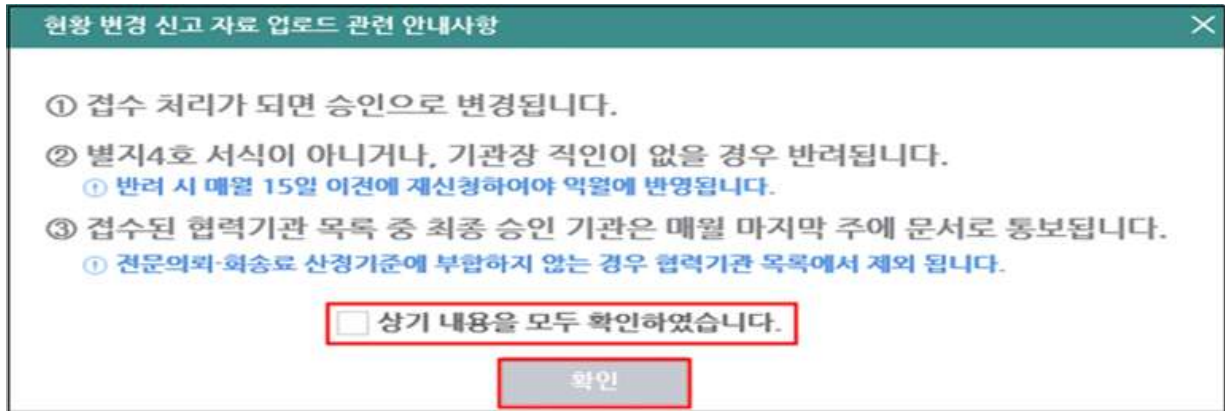 현황 변경 신고 자료 업로드 관련 안내사항
① 접수 처리가 되면 승인으로 변경됩니다.
② 별지4호 서식이 아니거나, 기관장 직인이 없을 경우 반려됩니다.
반려 시 매월 15일 이전에 재신청하여야 익월에 반영됩니다.
③ 접수된 협력기관 목록 중 최종 승인 기관은 매월 마지막 주에 문서로 통보됩니다.
전문의뢰·회송료 산정기준에 부합하지 않는 경우 협력기관 목록에서 제외 됩니다.
상기 내용을 모두 확인하였습니다.
확인